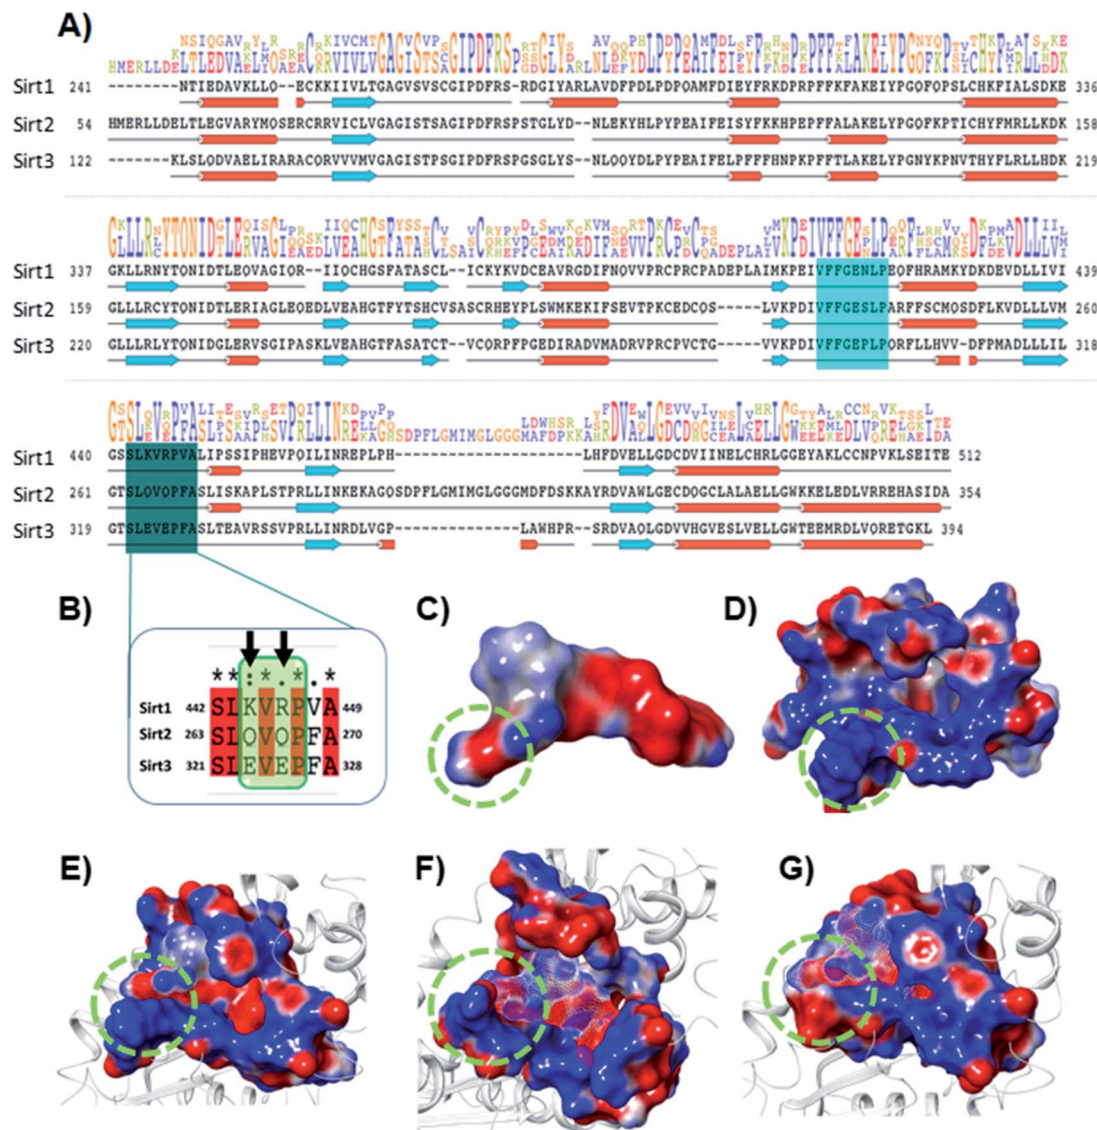 A)
Sirt1 241 --------NTIEDAVKLLQ--ECKKIIVLTGAGVSVSCGIPDFRS-RDGIYARLAVDFPDLPDPQAMFDIEYFRKDPRPFFKFAKEIYPGQFQPSLCHKFIALSDKE 336
Sirt2 54 HMERLLDELTLEGVARYMQSERCRRVICLVGAGISTSAGIPDFRSPSTGLYD--NLEKYHLPYPEAIFEISYFKKHPEPFFALAKELYPGQFKPTICHYFMRLLKDK 158
Sirt3 122 -------KLSLQDVAELIRARACQRVVVMVGAGISTPSGIPDFRSPGSGLYS--NLQQYDLPYPEAIFELPFFFHNPKPFFTLAKELYPGNYKPNVTHYFLRLLHDK 219
Sirt1 337 GKLLRNYTQNIDTLEQVAGIQR--IIQCHGSFATASCL--ICKYKVDCEAVRGDIFNQVVPRCPRCPADEPLAIMKPEIVFFGENLPEQFHRAMKYDKDEVDLLIVI 439
Sirt2 159 GLLLRCYTQNIDTLERIAGLEQEDLVEAHGTFYTSHCVSASCRHEYPLSWMKEKIFSEVTPKCEDCQS-----LVKPDIVFFGESLPARFFSCMQSDFLKVDLLLVM 260
Sirt3 220 GLLLRLYTQNIDGLERVSGIPASKLVEAHGTFASATCT--VCQRPFPGEDIRADVMADRVPRCPVCTG-----VVKPDIVFFGEPLPQRFLLHVV-DFPMADLLLIL 318
Sirt1 440 GSSLKVRPVALIPSSIPHEVPQILINREPLPH---------------------LHFDVELLGDCDVIINELCHRLGGEYAKLCCNPVKLSEITE 512
Sirt2 261 GTSLQVQPFASLISKAPLSTPRLLINKEKAGQSDPFLGMIMGLGGGMDFDSKKAYRDVAWLGECDQGCLALAELLGWKKELEDLVRREHASIDA 354
Sirt3 319 GTSLEVEPFASLTEAVRSSVPRLLINRDLVGP--------------LAWHPR--SRDVAQLGDVVHGVESLVELLGWTEEMRDLVQRETGKL 394
B)
**:*.*.*
Sirt1 442 SLKVRPVA 449
Sirt2 263 SLQVQPFA 270
Sirt3 321 SLEVEPFA 328
C)
D)
E)
F)
G)